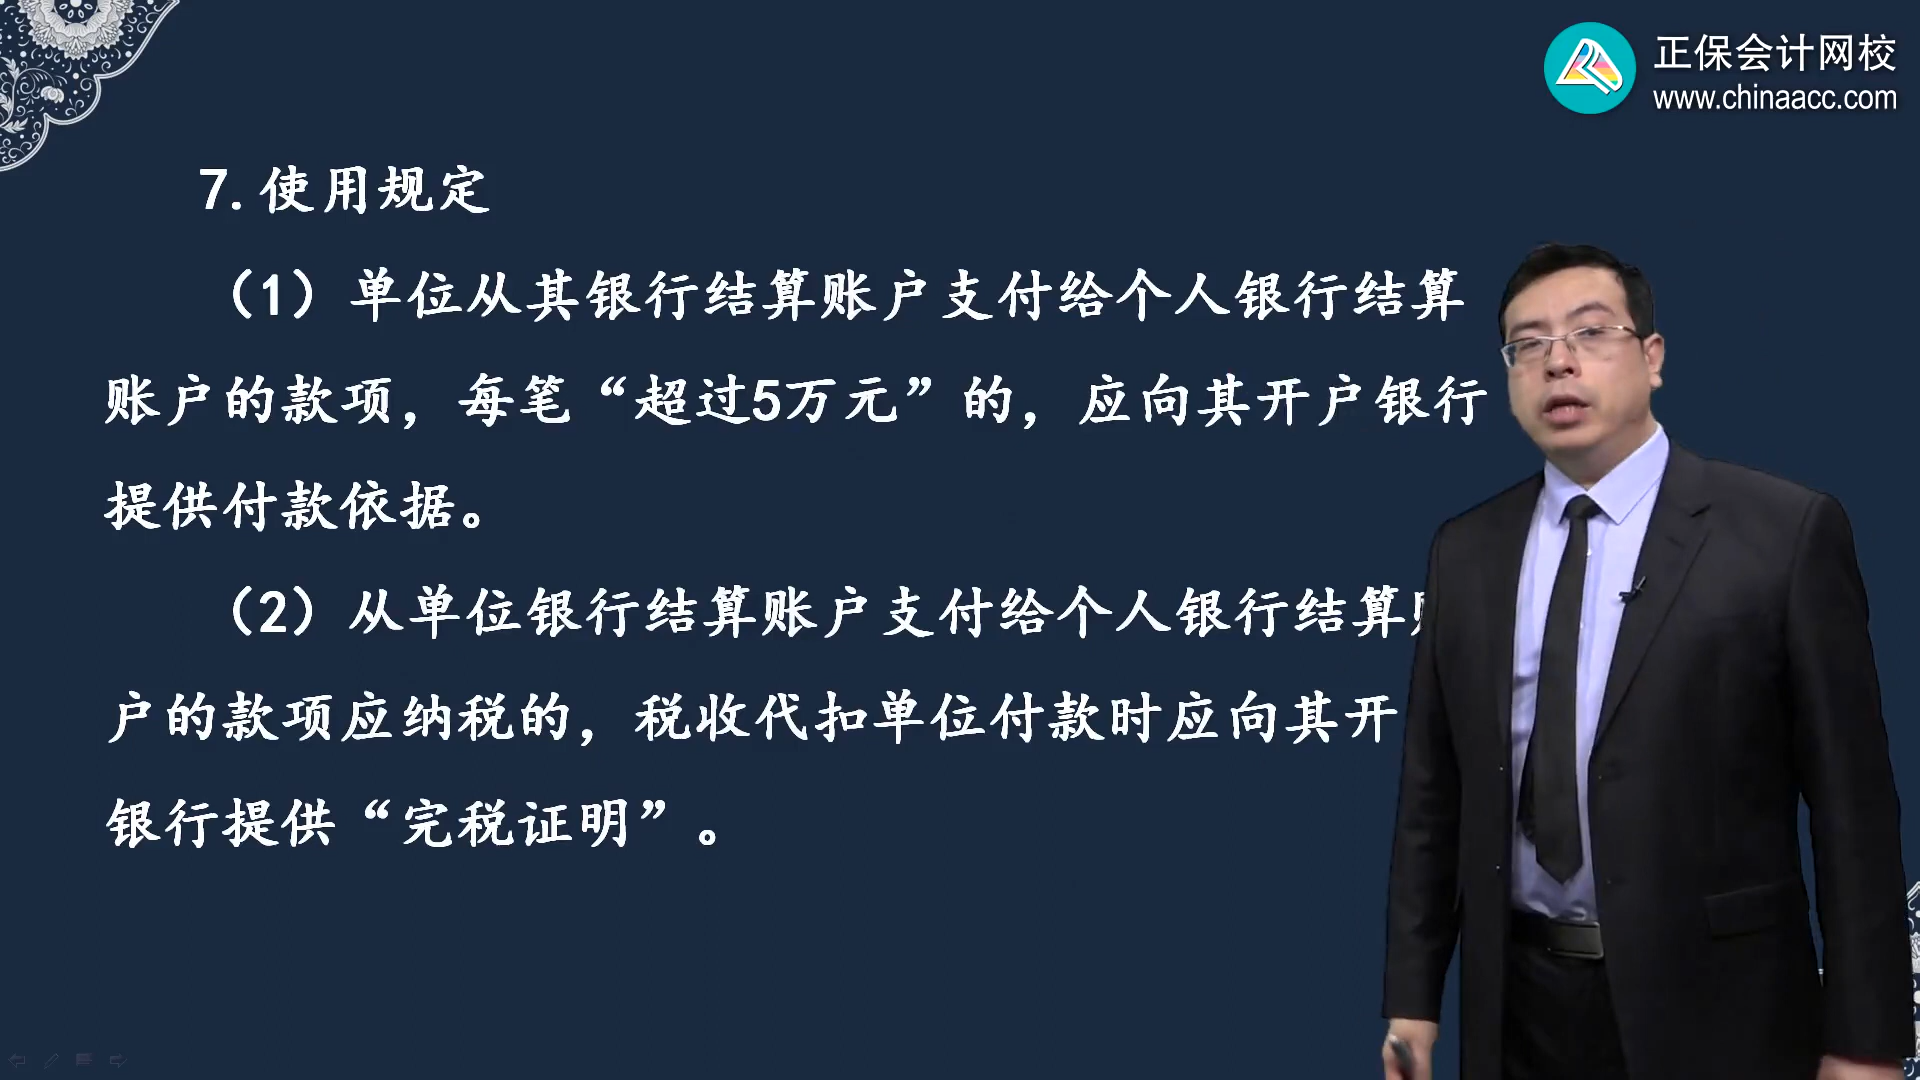 正保会计网校
www.chinaacc.com
7.使用规定
（1）单位从其银行结算账户支付给个人银行结算
账户的款项，每笔“超过5万元”的，应向其开户银行
提供付款依据。
（2）从单位银行结算账户支付给个人银行结算
户的款项应纳税的，税收代扣单位付款时应向其开
银行提供“完税证明”。